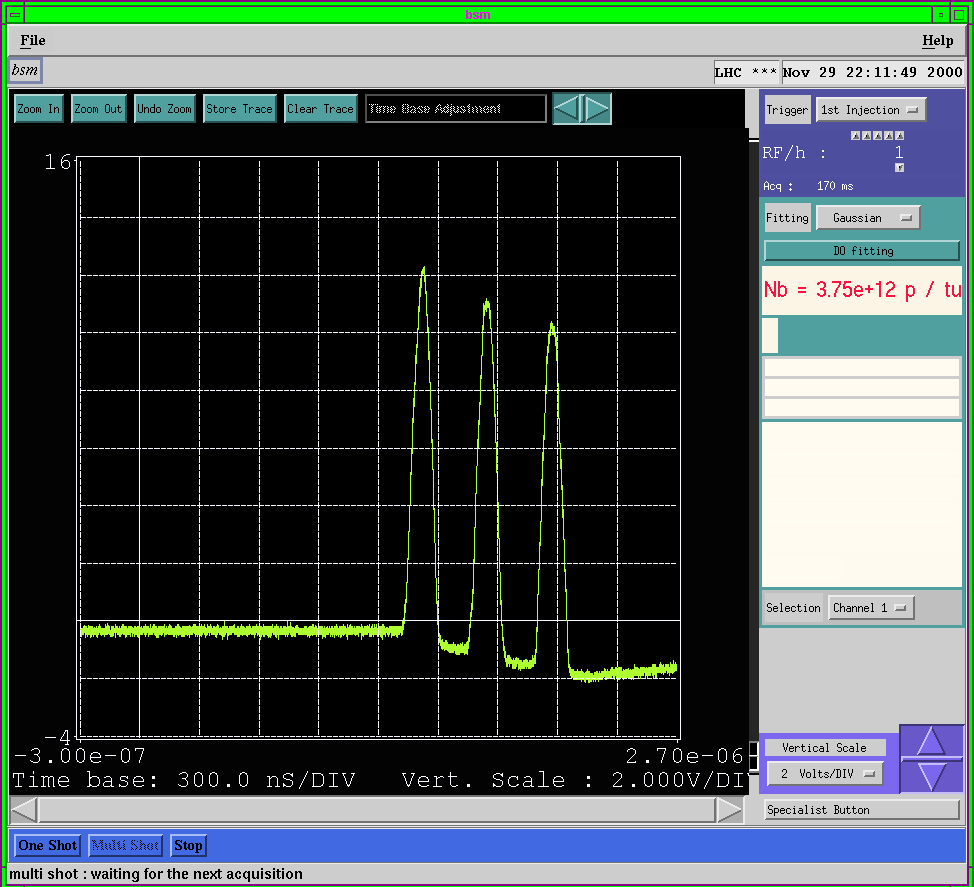 bsm
File Help
bsm LHC *** Nov 29 22:11:49 2000
Zoom In Zoom Out Undo Zoom Store Trace Clear Trace Time Base Adjustment
Trigger 1st Injection
RF/h : 1
Acq : 170 ms
16
Fitting Gaussian
DO fitting
Nb = 3.75e+12 p / tu
Selection Channel 1
-4
-3.00e-07 2.70e-06
Time base: 300.0 nS/DIV Vert. Scale : 2.000V/DI
Vertical Scale
2 Volts/DIV
Specialist Button
One Shot Multi Shot Stop
multi shot : waiting for the next acquisition